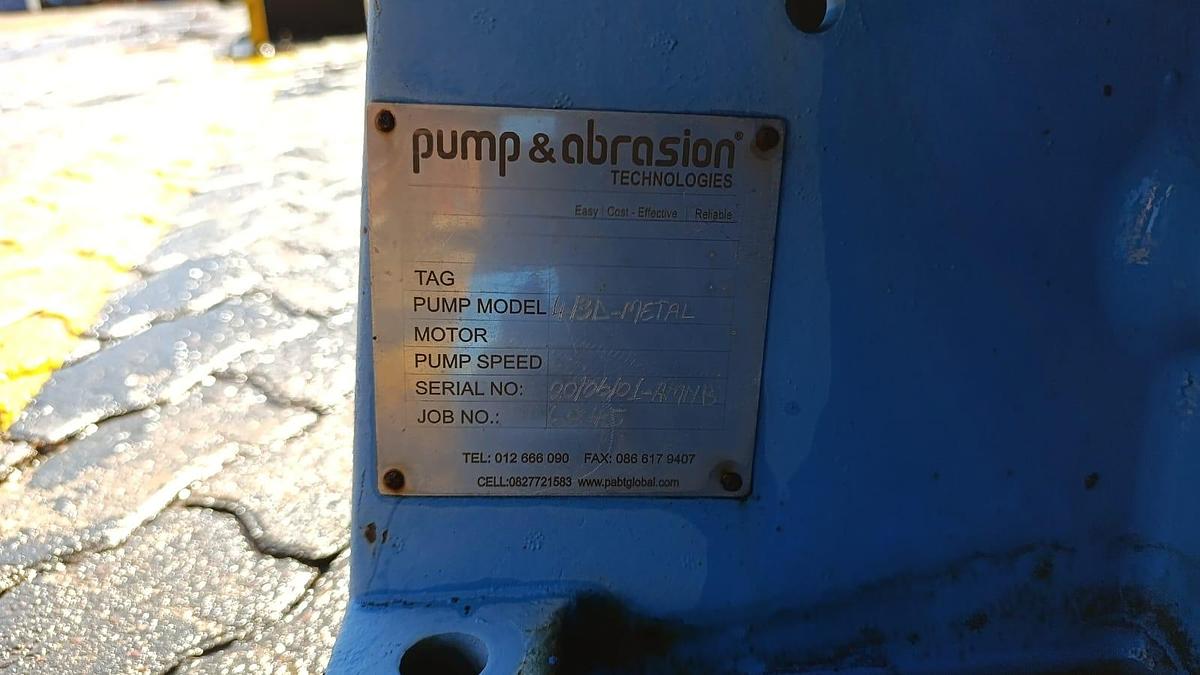 pump & abrasion®
TECHNOLOGIES
Easy | Cost - Effective | Reliable
TAG
PUMP MODEL 4/3D-METAL
MOTOR
PUMP SPEED
SERIAL NO:
JOB NO.:
TEL: 012 666 090 FAX: 086 617 9407
CELL:0827721583 www.pabtglobal.com